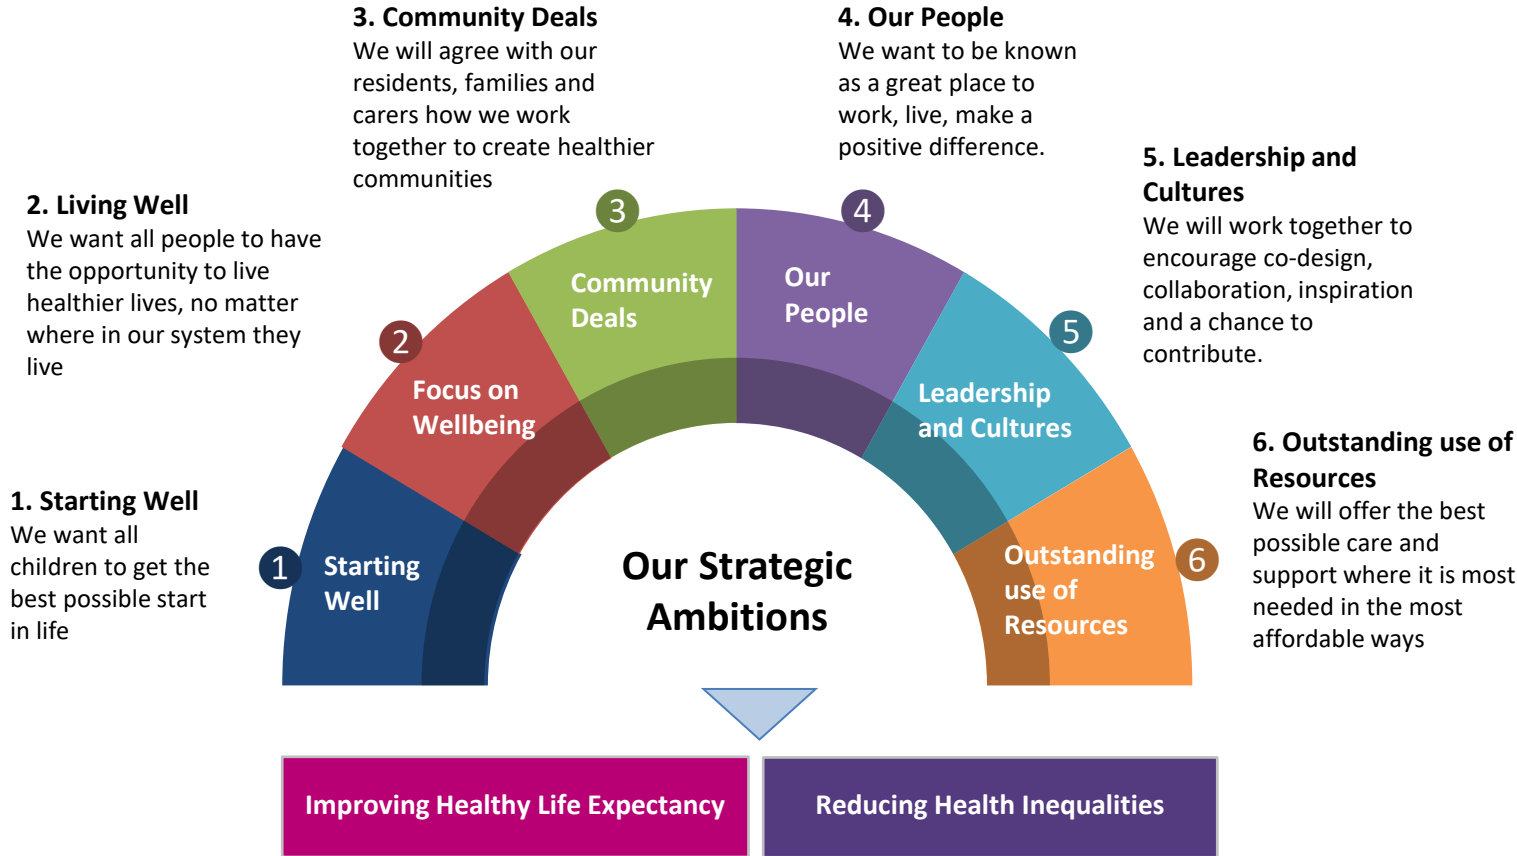 3. Community Deals
We will agree with our
residents, families and
carers how we work
together to create healthier
communities
4. Our People
We want to be known
as a great place to
work, live, make a
positive difference.
5. Leadership and
Cultures
We will work together to
encourage co-design,
collaboration, inspiration
and a chance to
contribute.
2. Living Well
We want all people to have
the opportunity to live
healthier lives, no matter
where in our system they
live
6. Outstanding use of
Resources
We will offer the best
possible care and
support where it is most
needed in the most
affordable ways
1. Starting Well
We want all
children to get the
best possible start
in life
1
Starting
Well
2
Focus on
Wellbeing
3
Community
Deals
4
Our
People
5
Leadership
and Cultures
6
Outstanding
use of
Resources
Our Strategic
Ambitions
Improving Healthy Life Expectancy
Reducing Health Inequalities